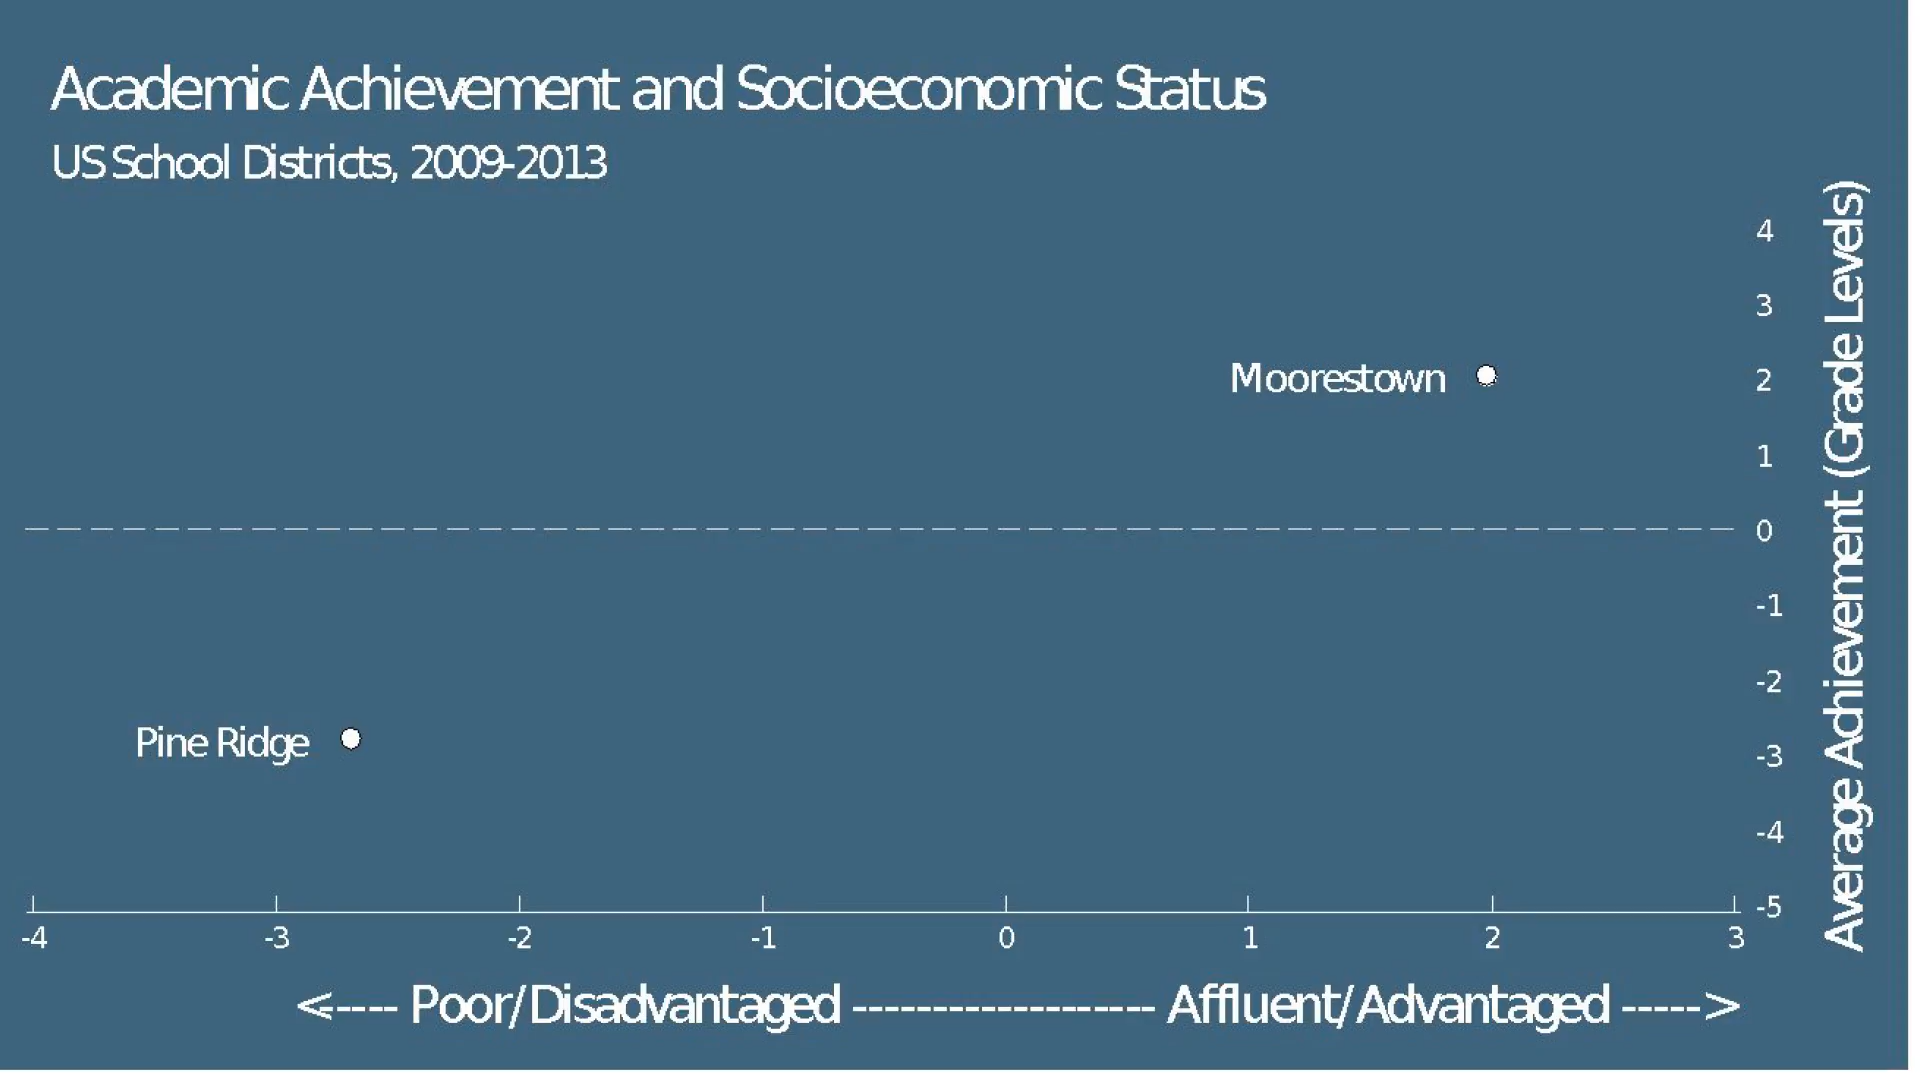 Academic Achievement and Socioeconomic Status
US School Districts, 2009-2013
4
3
Moorestown
2
1
0
-1
-2
Pine Ridge
-3
-4
-5
Average Achievement (Grade Levels)
-4 -3 -2 -1 0 1 2 3
<---- Poor/Disadvantaged ------------------- Affluent/Advantaged ----->